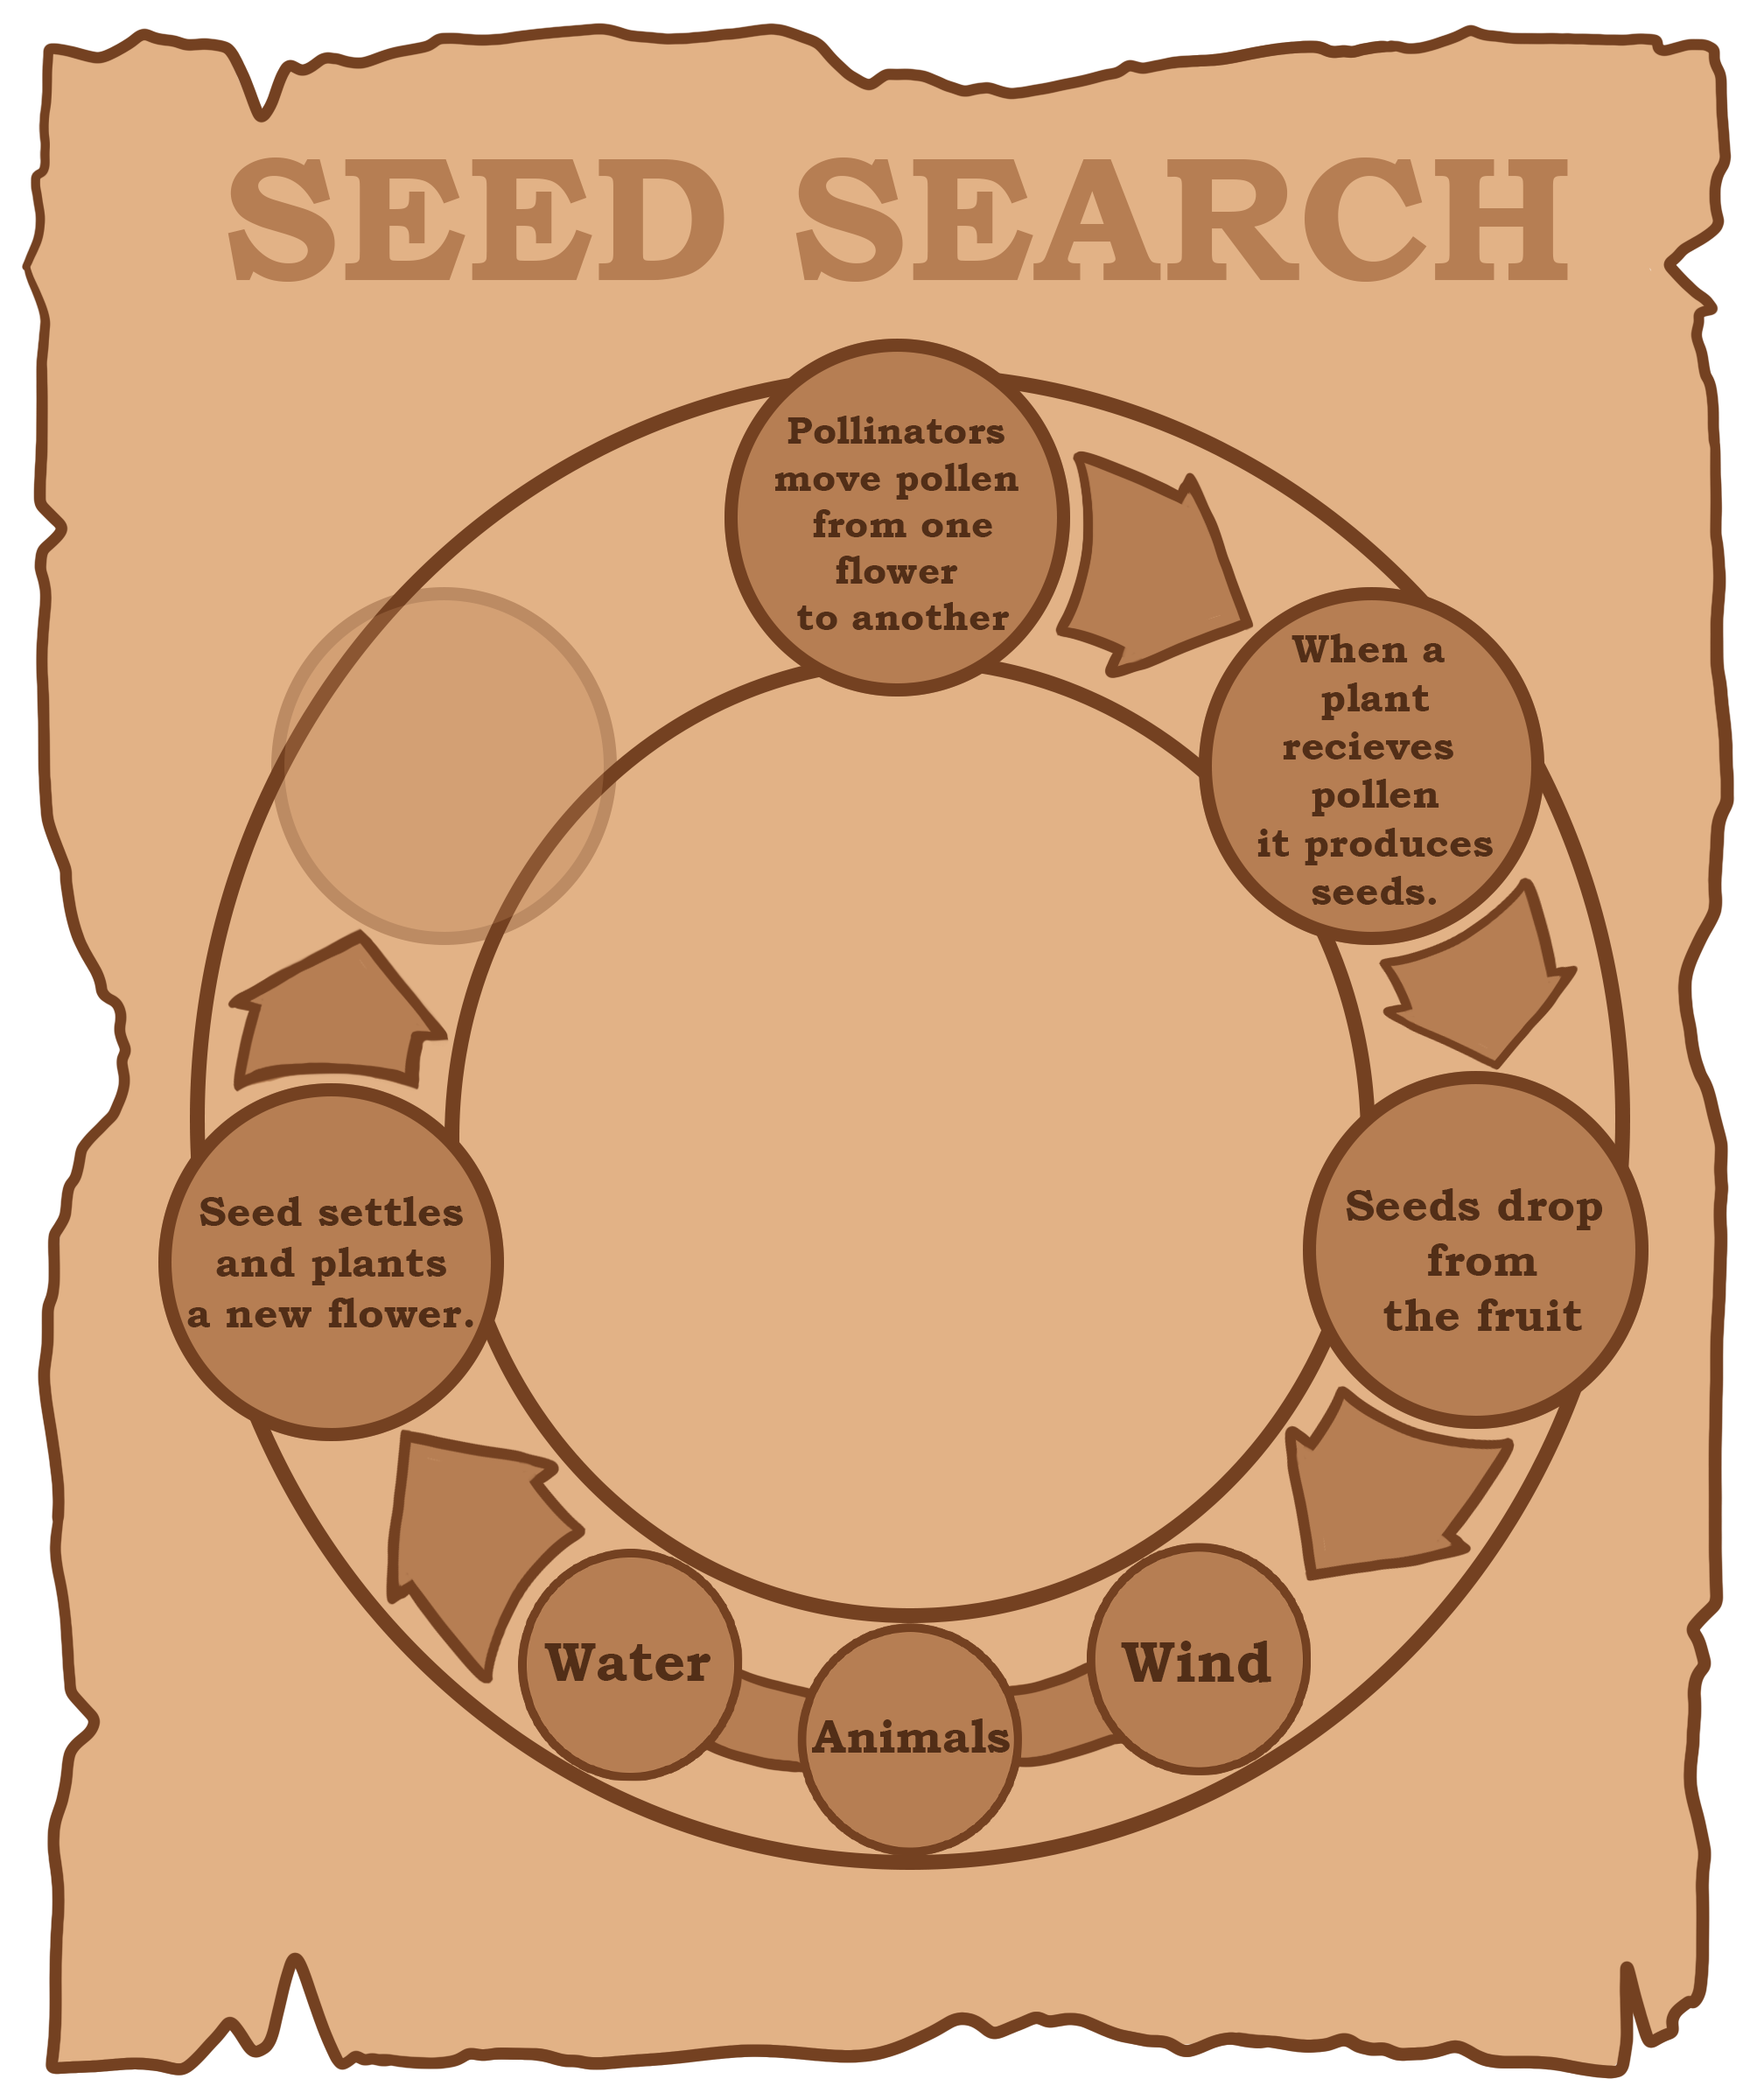 SEED SEARCH
Pollinators
move pollen
from one
flower
to another
When a
plant
recieves
pollen
it produces
seeds.
Seeds drop
from
the fruit
Wind
Animals
Water
Seed settles
and plants
a new flower.